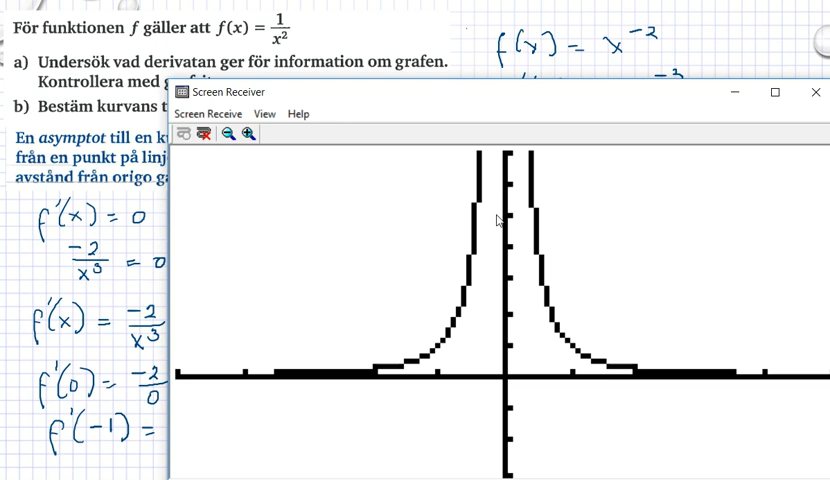 För funktionen f gäller att f(x) = 1/x²
a) Undersök vad derivatan ger för information om grafen.
Kontrollera med
b) Bestäm kurvans
En asymptot till en
från en punkt på linj
avstånd från origo
f(x) = x⁻²
Screen Receiver
Screen Receive View Help
f'(x) = 0
-2/x³ = 0
f'(x) = -2/x³
f'(0) = -2/0
f'(-1) =